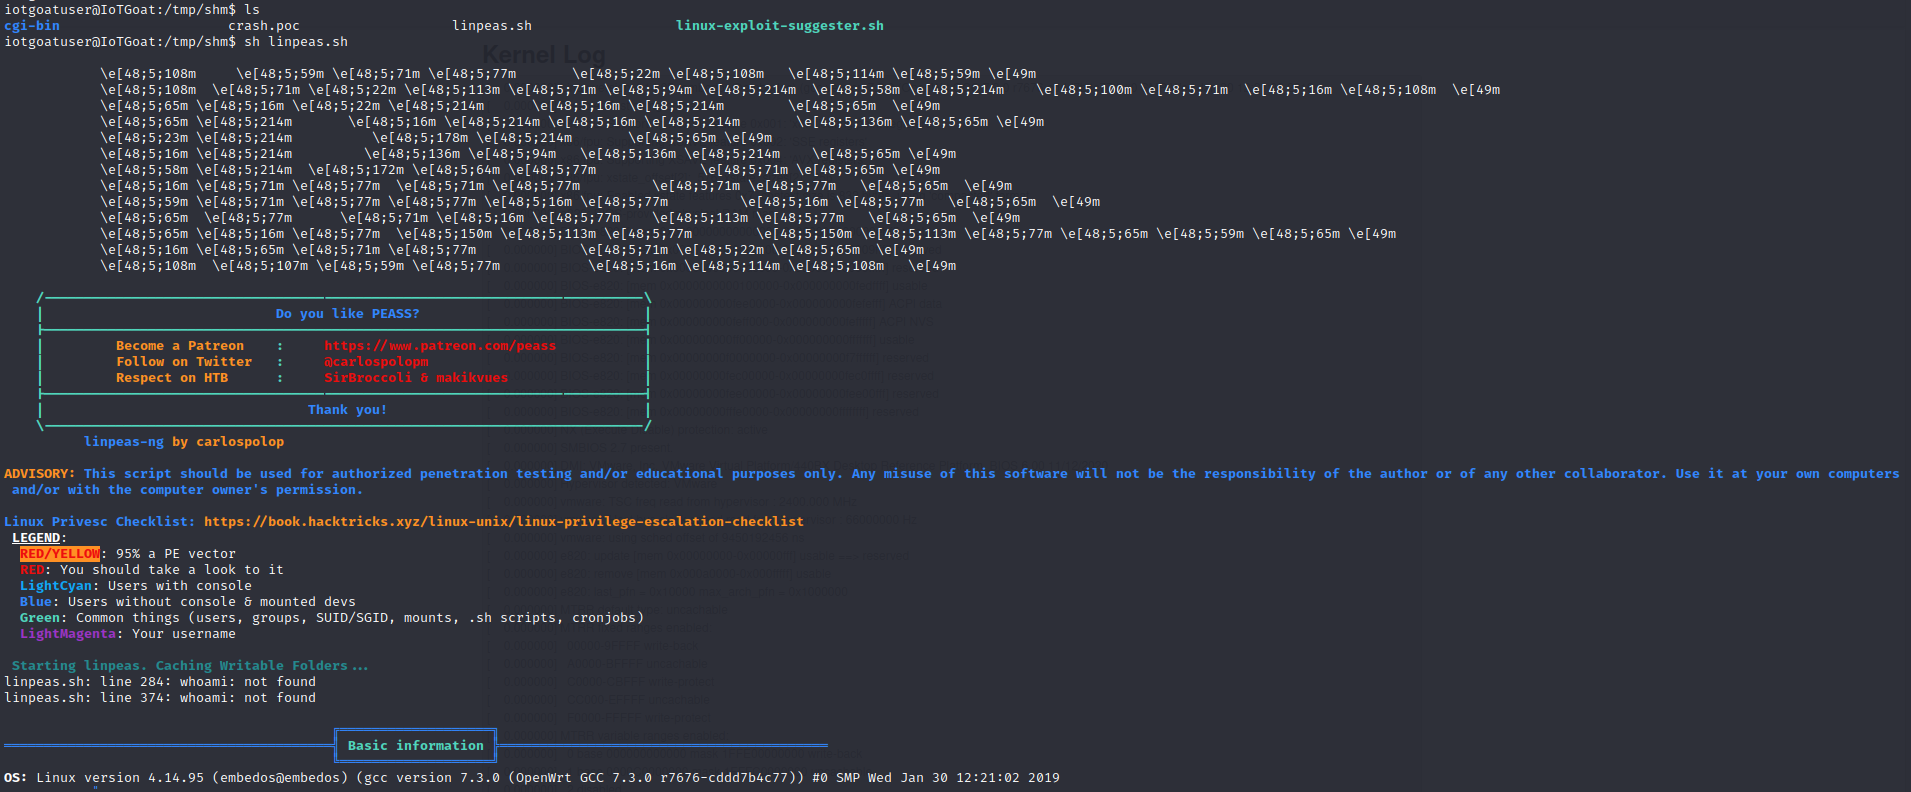 iotgoatuser@IoTGoat:/tmp/shm$ ls
cgi-bin crash.poc linpeas.sh linux-exploit-suggester.sh
iotgoatuser@IoTGoat:/tmp/shm$ sh linpeas.sh
Kernel Log
\e[48;5;108m \e[48;5;59m \e[48;5;71m \e[48;5;77m \e[48;5;22m \e[48;5;108m \e[48;5;114m \e[48;5;59m \e[49m
\e[48;5;108m \e[48;5;71m \e[48;5;22m \e[48;5;113m \e[48;5;71m \e[48;5;94m \e[48;5;214m \e[48;5;58m \e[48;5;214m \e[48;5;100m \e[48;5;71m \e[48;5;16m \e[48;5;108m \e[49m
\e[48;5;65m \e[48;5;16m \e[48;5;22m \e[48;5;214m \e[48;5;16m \e[48;5;214m \e[48;5;65m \e[49m
\e[48;5;65m \e[48;5;214m \e[48;5;16m \e[48;5;214m \e[48;5;16m \e[48;5;214m \e[48;5;136m \e[48;5;65m \e[49m
\e[48;5;23m \e[48;5;214m \e[48;5;178m \e[48;5;214m \e[48;5;65m \e[49m
\e[48;5;16m \e[48;5;214m \e[48;5;136m \e[48;5;94m \e[48;5;136m \e[48;5;214m \e[48;5;65m \e[49m
\e[48;5;58m \e[48;5;214m \e[48;5;172m \e[48;5;64m \e[48;5;77m \e[48;5;71m \e[48;5;65m \e[49m
\e[48;5;16m \e[48;5;71m \e[48;5;77m \e[48;5;71m \e[48;5;77m \e[48;5;71m \e[48;5;77m \e[48;5;65m \e[49m
\e[48;5;59m \e[48;5;71m \e[48;5;77m \e[48;5;77m \e[48;5;16m \e[48;5;77m \e[48;5;16m \e[48;5;77m \e[48;5;65m \e[49m
\e[48;5;65m \e[48;5;77m \e[48;5;71m \e[48;5;16m \e[48;5;77m \e[48;5;113m \e[48;5;77m \e[48;5;65m \e[49m
\e[48;5;65m \e[48;5;16m \e[48;5;77m \e[48;5;150m \e[48;5;113m \e[48;5;77m \e[48;5;150m \e[48;5;113m \e[48;5;77m \e[48;5;65m \e[48;5;59m \e[48;5;65m \e[49m
\e[48;5;16m \e[48;5;65m \e[48;5;71m \e[48;5;77m \e[48;5;71m \e[48;5;22m \e[48;5;65m \e[49m
\e[48;5;108m \e[48;5;107m \e[48;5;59m \e[48;5;77m \e[48;5;16m \e[48;5;114m \e[48;5;108m \e[49m
Do you like PEASS?
Become a Patreon : https://www.patreon.com/peass
Follow on Twitter : @carlospolopm
Respect on HTB : SirBroccoli & makikvues
Thank you!
linpeas-ng by carlospolop
ADVISORY: This script should be used for authorized penetration testing and/or educational purposes only. Any misuse of this software will not be the responsibility of the author or of any other collaborator. Use it at your own computers
and/or with the computer owner's permission.
Linux Privesc Checklist: https://book.hacktricks.xyz/linux-unix/linux-privilege-escalation-checklist
LEGEND:
RED/YELLOW: 95% a PE vector
RED: You should take a look to it
LightCyan: Users with console
Blue: Users without console & mounted devs
Green: Common things (users, groups, SUID/SGID, mounts, .sh scripts, cronjobs)
LightMagenta: Your username
Starting linpeas. Caching Writable Folders...
linpeas.sh: line 284: whoami: not found
linpeas.sh: line 374: whoami: not found
Basic information
OS: Linux version 4.14.95 (embedos@embedos) (gcc version 7.3.0 (OpenWrt GCC 7.3.0 r7676-cddd7b4c77)) #0 SMP Wed Jan 30 12:21:02 2019